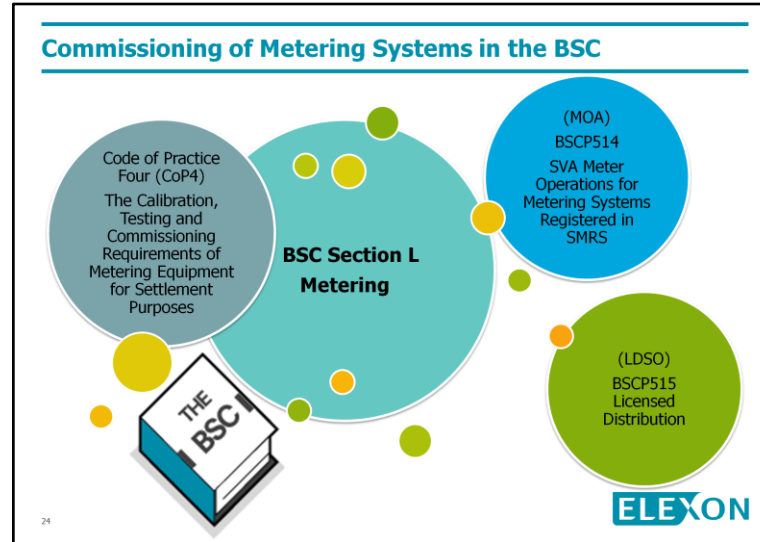 Commissioning of Metering Systems in the BSC
Code of Practice
Four (CoP4)
The Calibration,
Testing and
Commissioning
Requirements of
Metering Equipment
for Settlement
Purposes
BSC Section L
Metering
(MOA)
BSCP514
SVA Meter
Operations for
Metering Systems
Registered in
SMRS
(LDSO)
BSCP515
Licensed
Distribution
THE
BSC
24
ELEXON